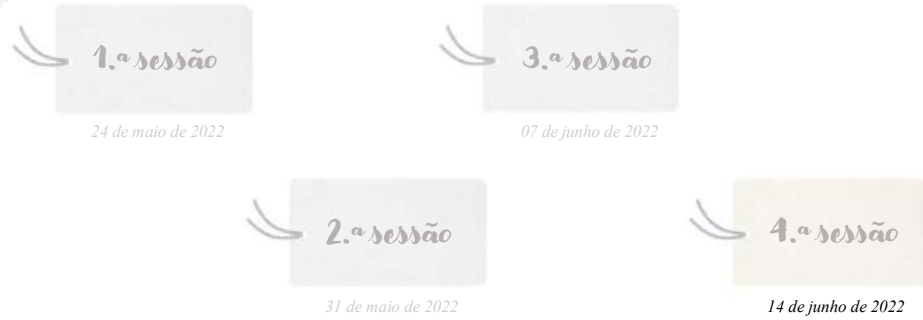 1.ª sessão
24 de maio de 2022
3.ª sessão
07 de junho de 2022
2.ª sessão
31 de maio de 2022
4.ª sessão
14 de junho de 2022